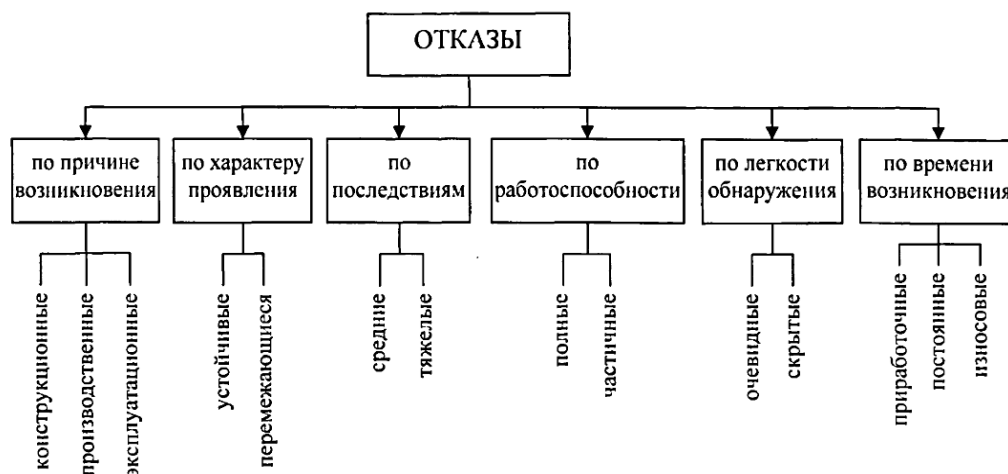 ОТКАЗЫ
по причине
возникновения
по характеру
проявления
по
последствиям
по
работоспособности
по легкости
обнаружения
по времени
возникновения
конструкционные
производственные
эксплуатационные
устойчивые
перемежающиеся
средние
тяжелые
полные
частичные
очевидные
скрытые
приработочные
постоянные
износовые